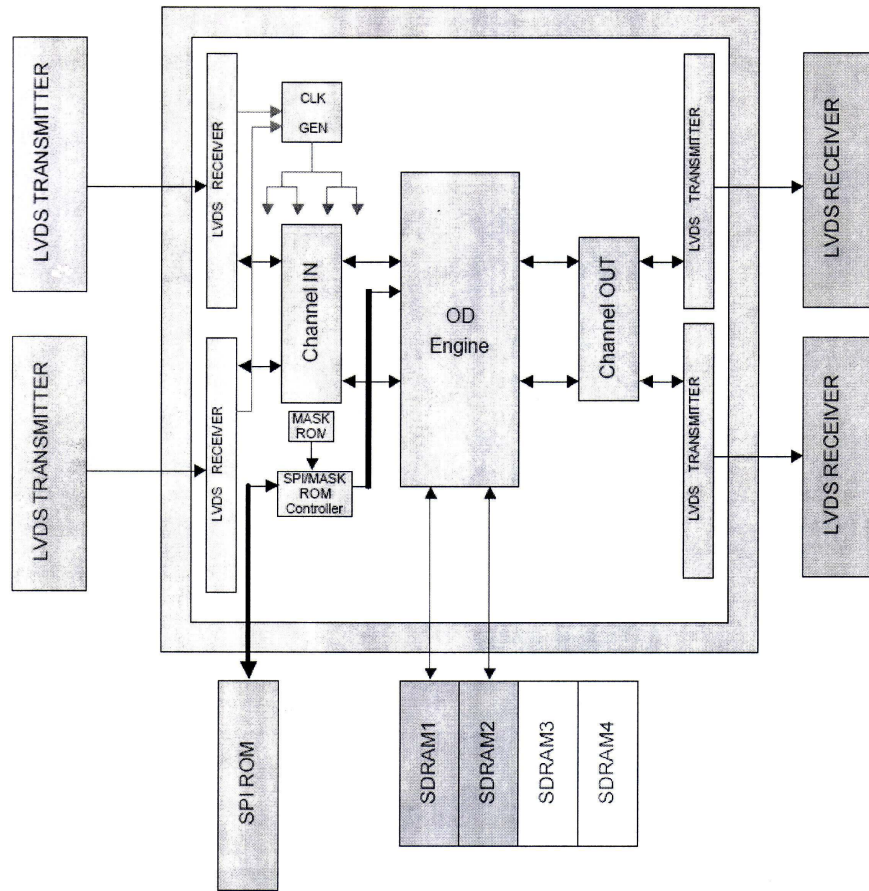 LVDS TRANSMITTER
LVDS RECEIVER
CLK
GEN
LVDS TRANSMITTER
LVDS RECEIVER
Channel IN
OD
Engine
Channel OUT
LVDS TRANSMITTER
LVDS RECEIVER
MASK
ROM
SPI/MASK
ROM
Controller
LVDS TRANSMITTER
LVDS RECEIVER
SPI ROM
SDRAM1
SDRAM2
SDRAM3
SDRAM4